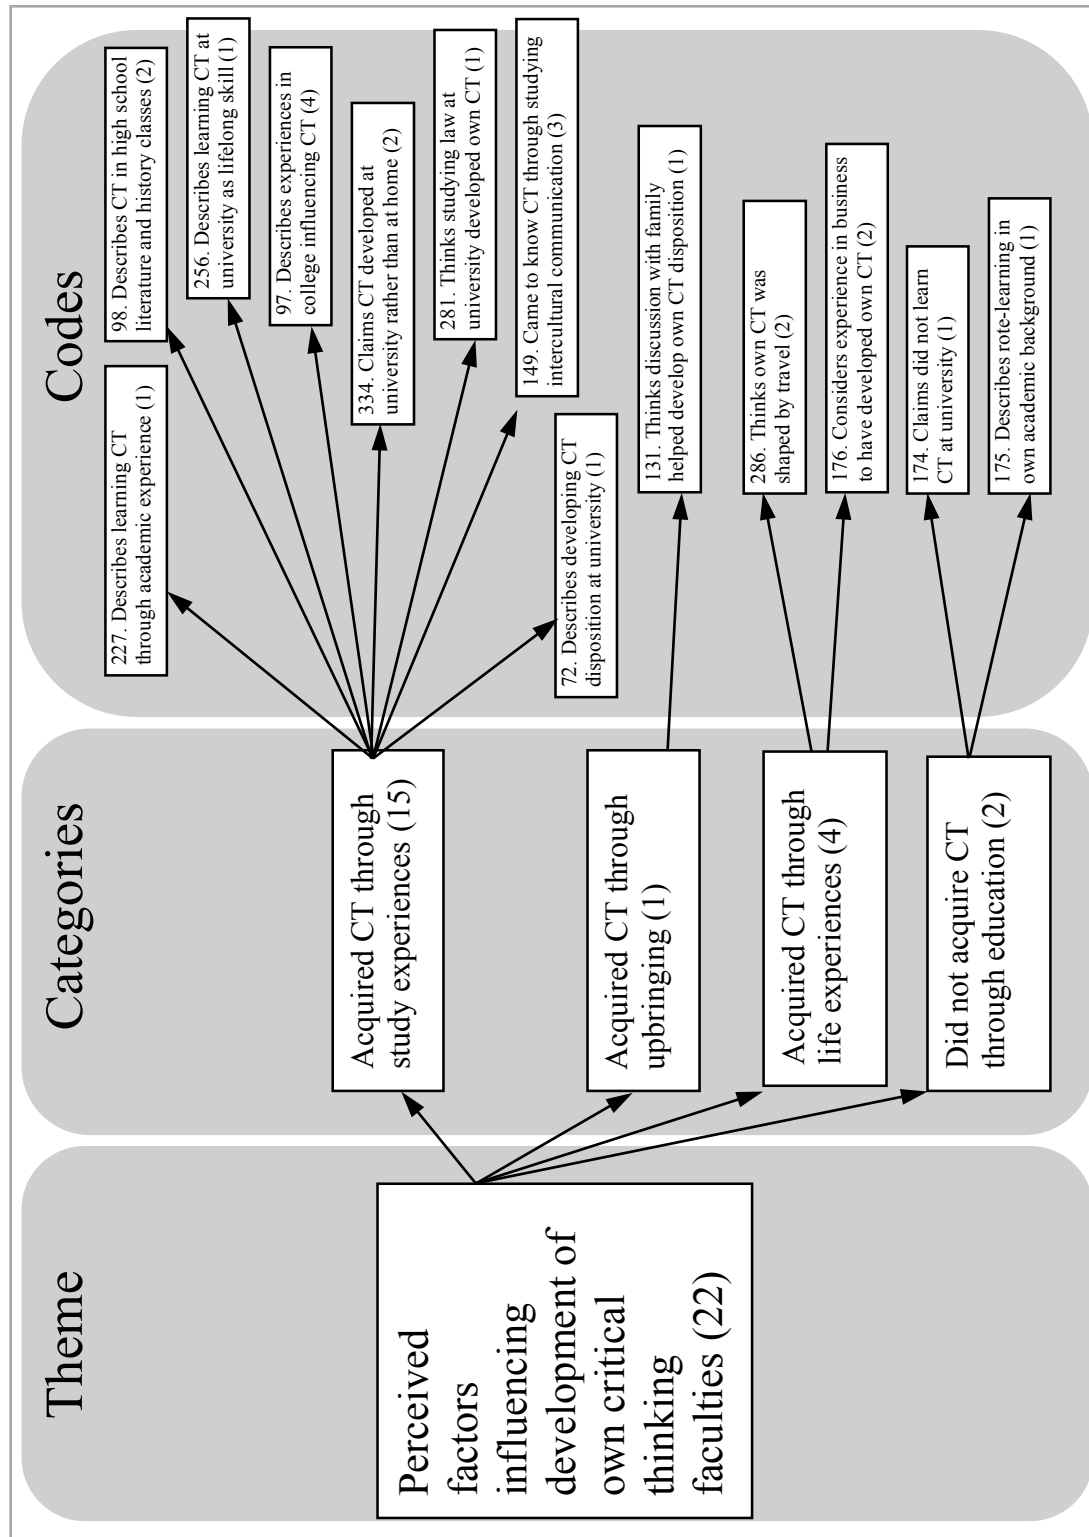 Theme
Categories
Codes
Perceived
factors
influencing
development of
own critical
thinking
faculties (22)
Acquired CT through
study experiences (15)
Acquired CT through
upbringing (1)
Acquired CT through
life experiences (4)
Did not acquire CT
through education (2)
227. Describes learning CT
through academic experience (1)
98. Describes CT in high school
literature and history classes (2)
256. Describes learning CT at
university as lifelong skill (1)
97. Describes experiences in
college influencing CT (4)
334. Claims CT developed at
university rather than at home (2)
281. Thinks studying law at
university developed own CT (1)
149. Came to know CT through studying
intercultural communication (3)
72. Describes developing CT
disposition at university (1)
131. Thinks discussion with family
helped develop own CT disposition (1)
286. Thinks own CT was
shaped by travel (2)
176. Considers experience in business
to have developed own CT (2)
174. Claims did not learn
CT at university (1)
175. Describes rote-learning in
own academic background (1)